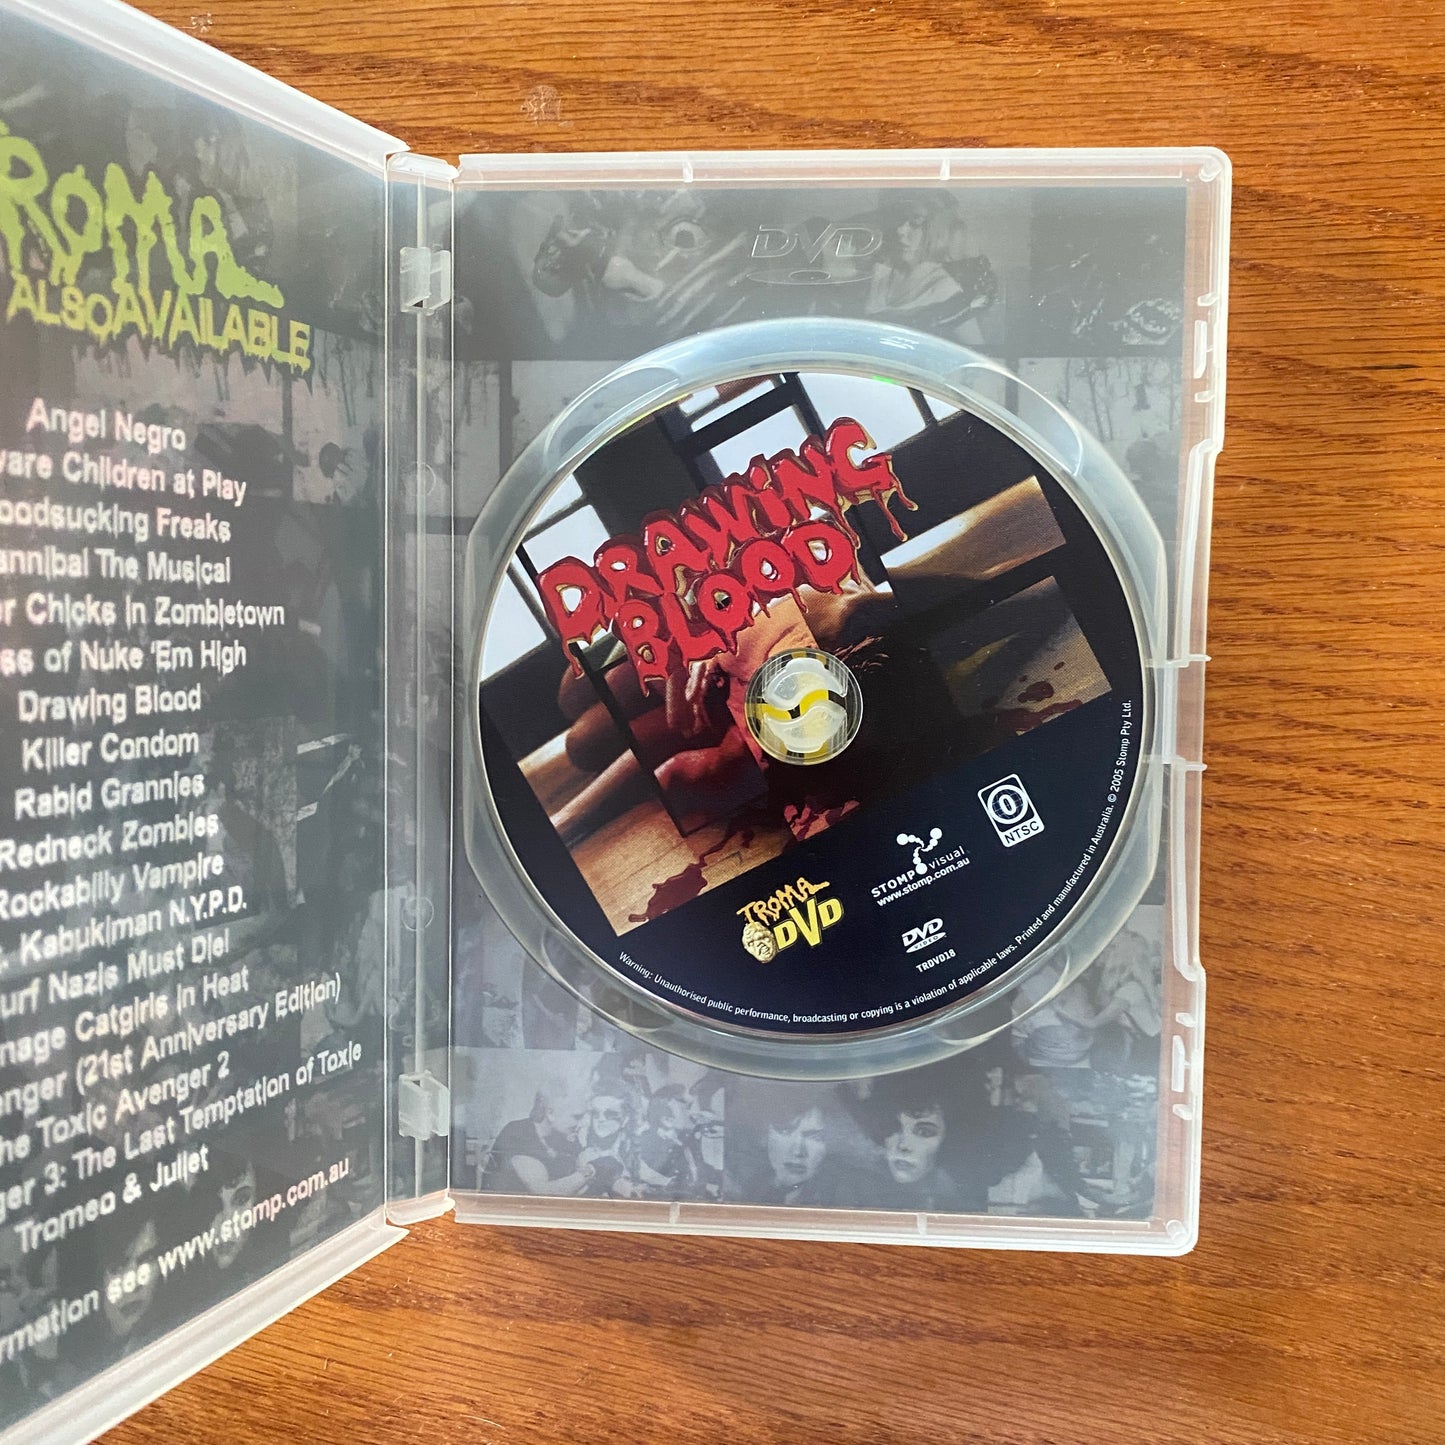 ROMA
ALSO AVAILABLE
Angel Negro
ware Children at Play
oodsucking Freaks
annibal The Musical
r Chicks in Zombietown
ss of Nuke 'Em High
Drawing Blood
Killer Condom
Rabid Grannies
Redneck Zombies
Rockabilly Vampire
. Kabukiman N.Y.P.D.
urf Nazis Must Die!
nage Catgirls in Heat
nger (21st Anniversary Edition)
he Toxic Avenger 2
ger 3: The Last Temptation of Toxie
Tromeo & Juliet
rmation see www.stomp.com.au
DVD
DRAWING
BLOOD
TROMA
DVD
STOMP visual
www.stomp.com.au
0
NTSC
DVD
VIDEO
TRDVD18
Warning: Unauthorised public performance, broadcasting or copying is a violation of applicable laws. Printed and manufactured in Australia. © 2005 Stomp Pty Ltd.